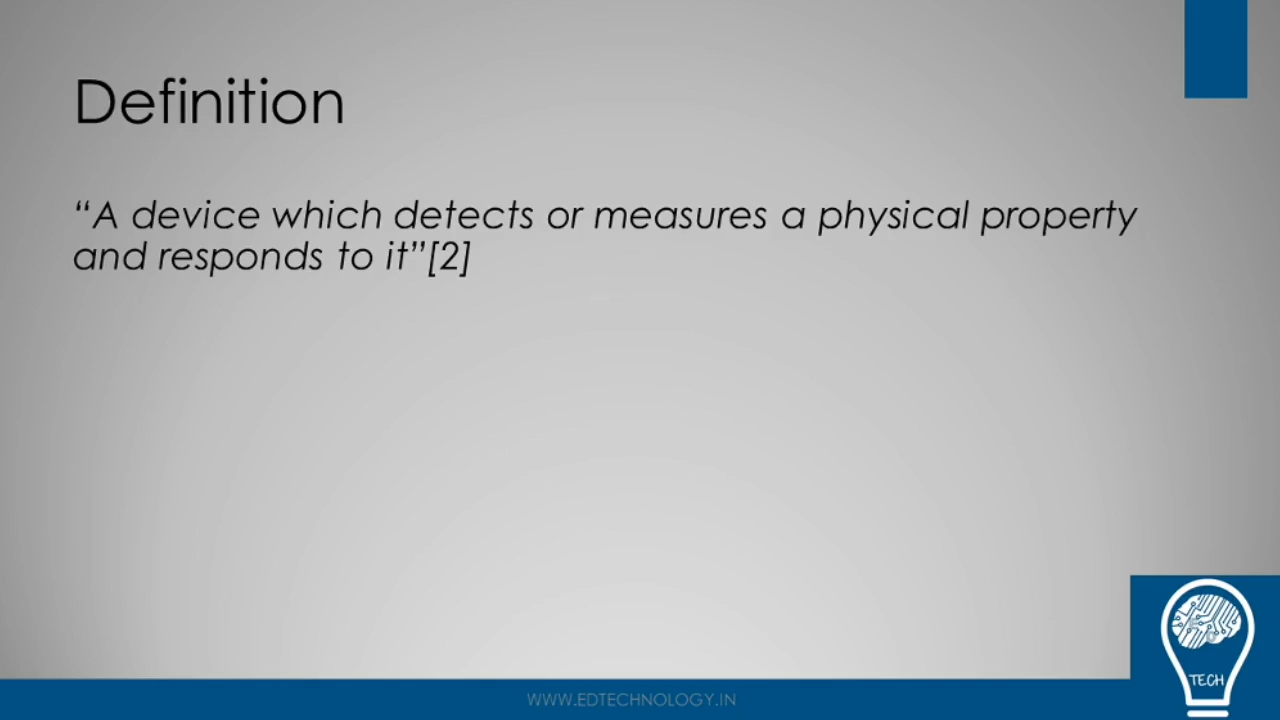 Definition
“A device which detects or measures a physical property
and responds to it”[2]
WWW.EDTECHNOLOGY.IN
TECH